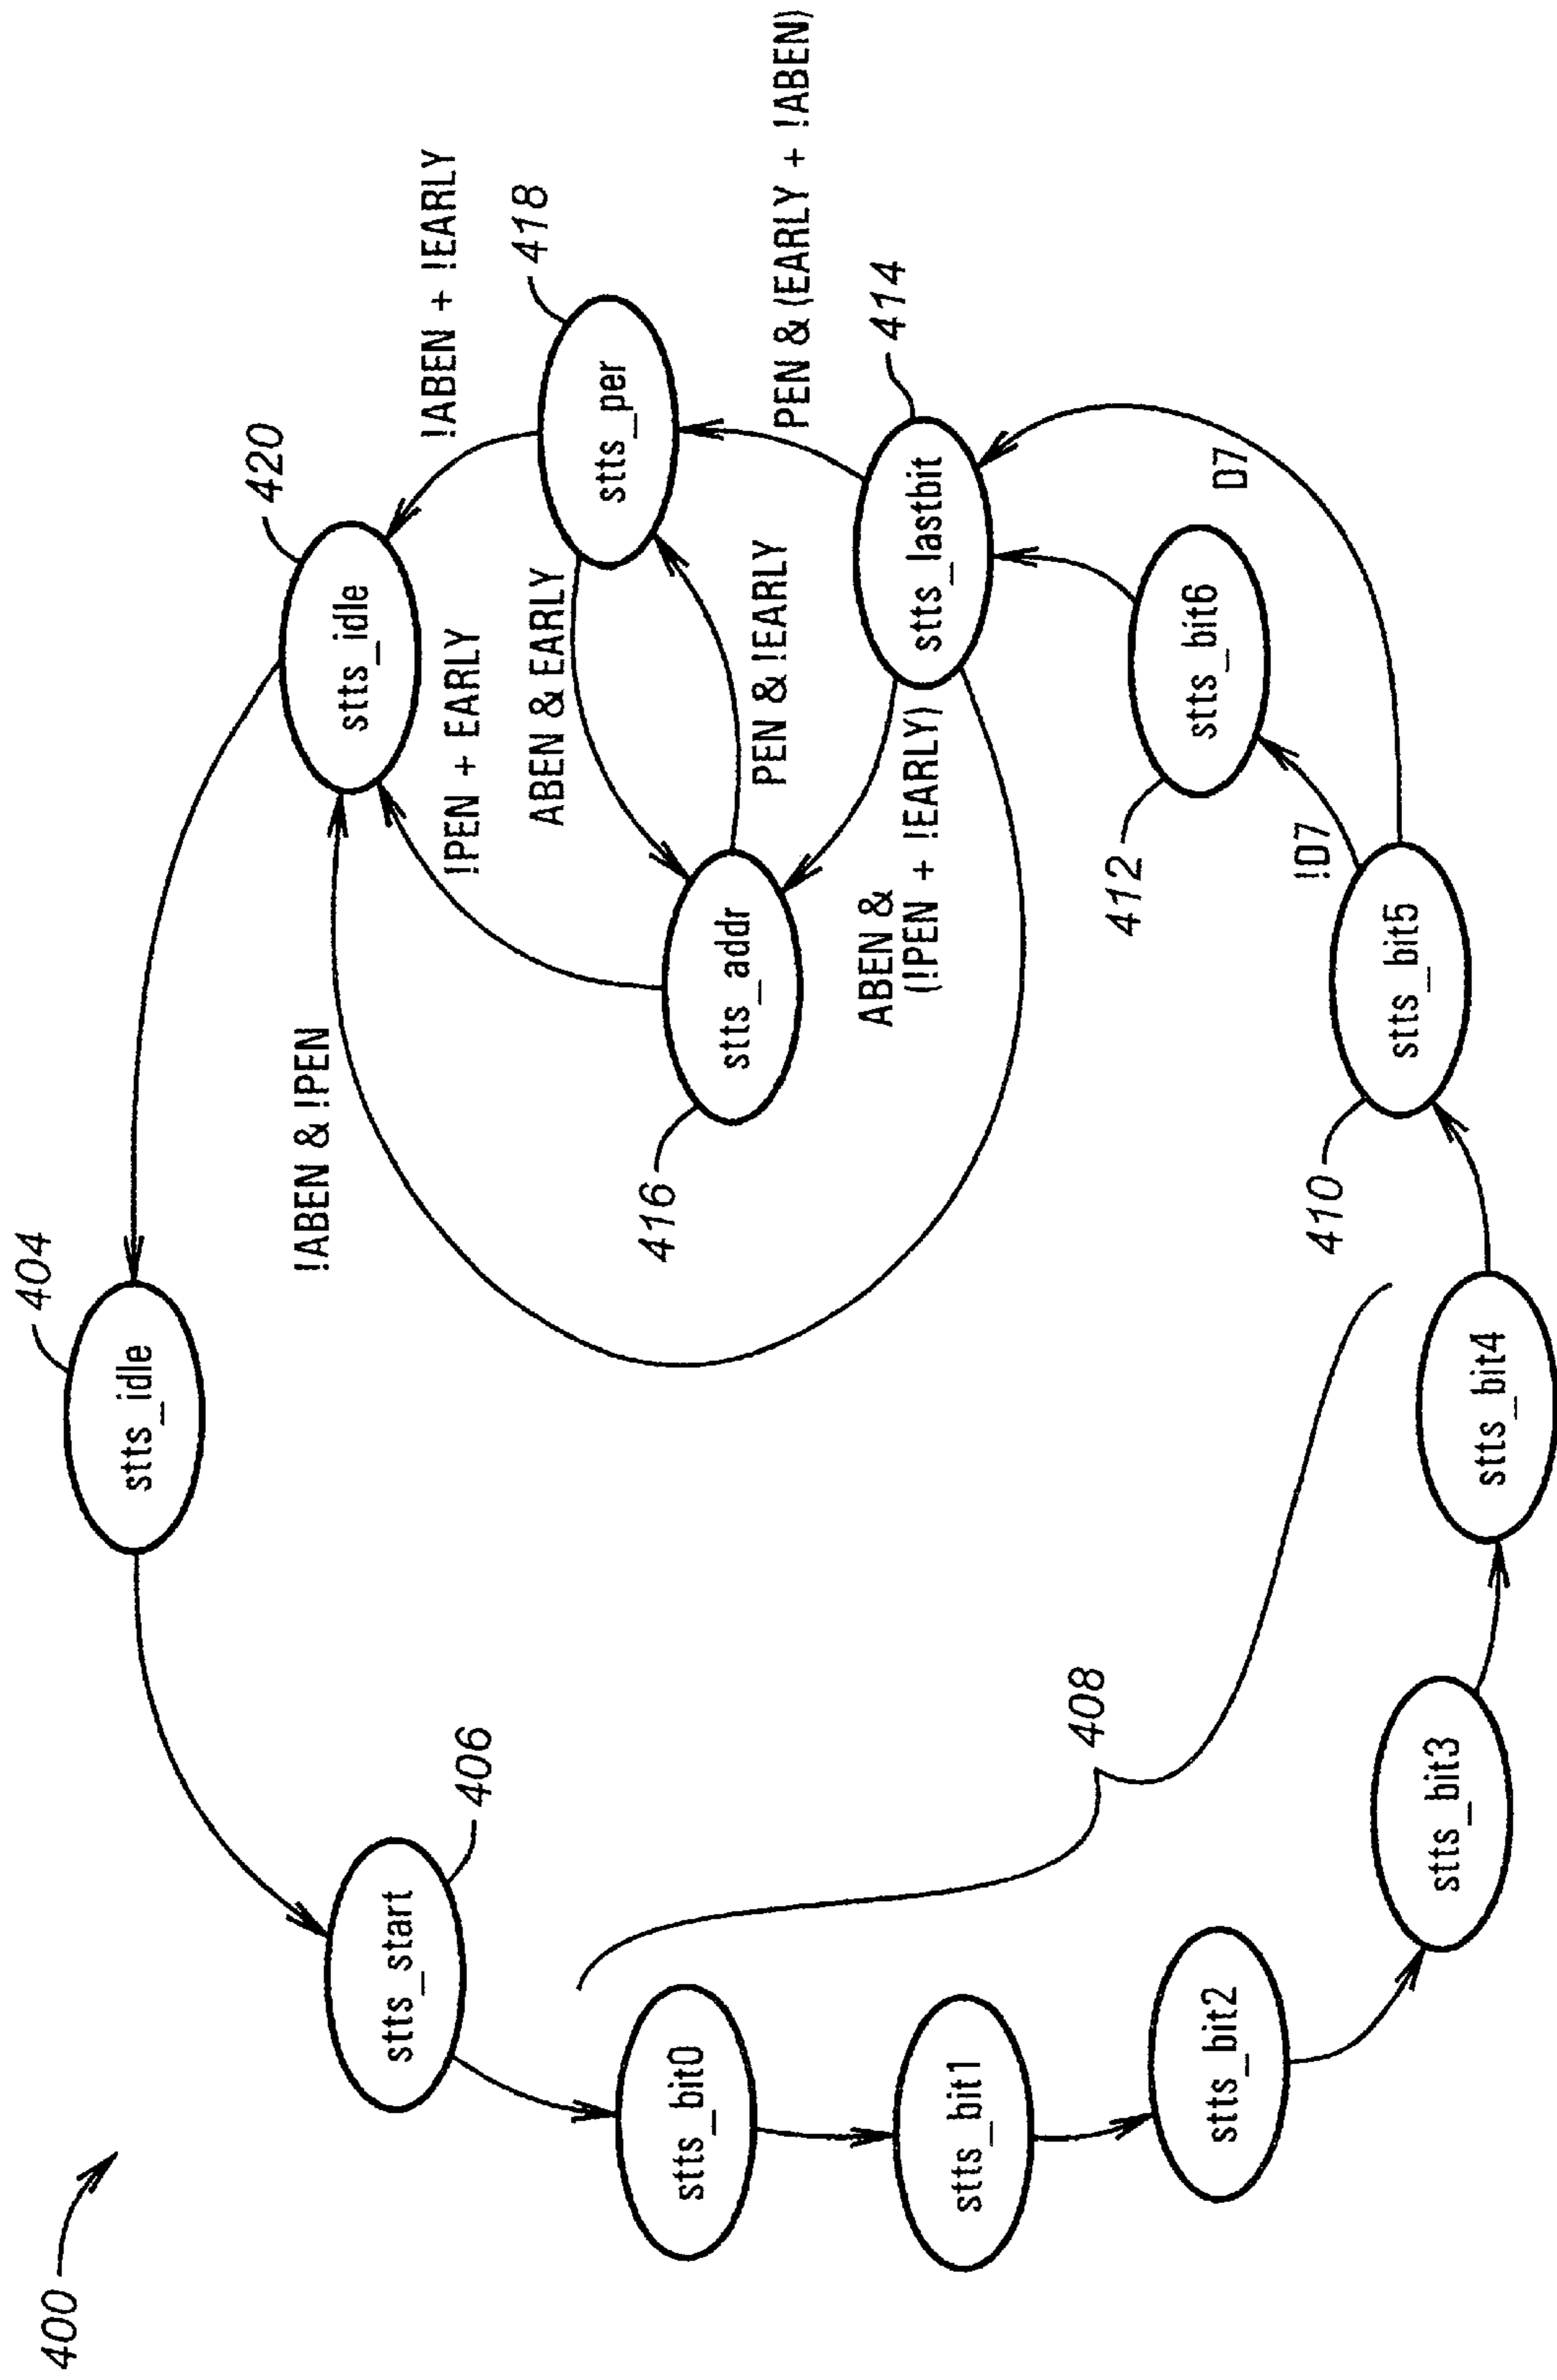 400
404
stts_idle
406
stts_start
stts_bit0
stts_bit1
stts_bit2
stts_bit3
stts_bit4
408
410
stts_bit5
!D7
D7
412
stts_bit6
414
stts_lastbit
ABEN &
(!PEN + !EARLY)
PEN & (EARLY + !ABEN)
!ABEN & !PEN
416
stts_addr
PEN & !EARLY
ABEN & EARLY
!PEN + EARLY
418
stts_per
!ABEN + !EARLY
420
stts_idle